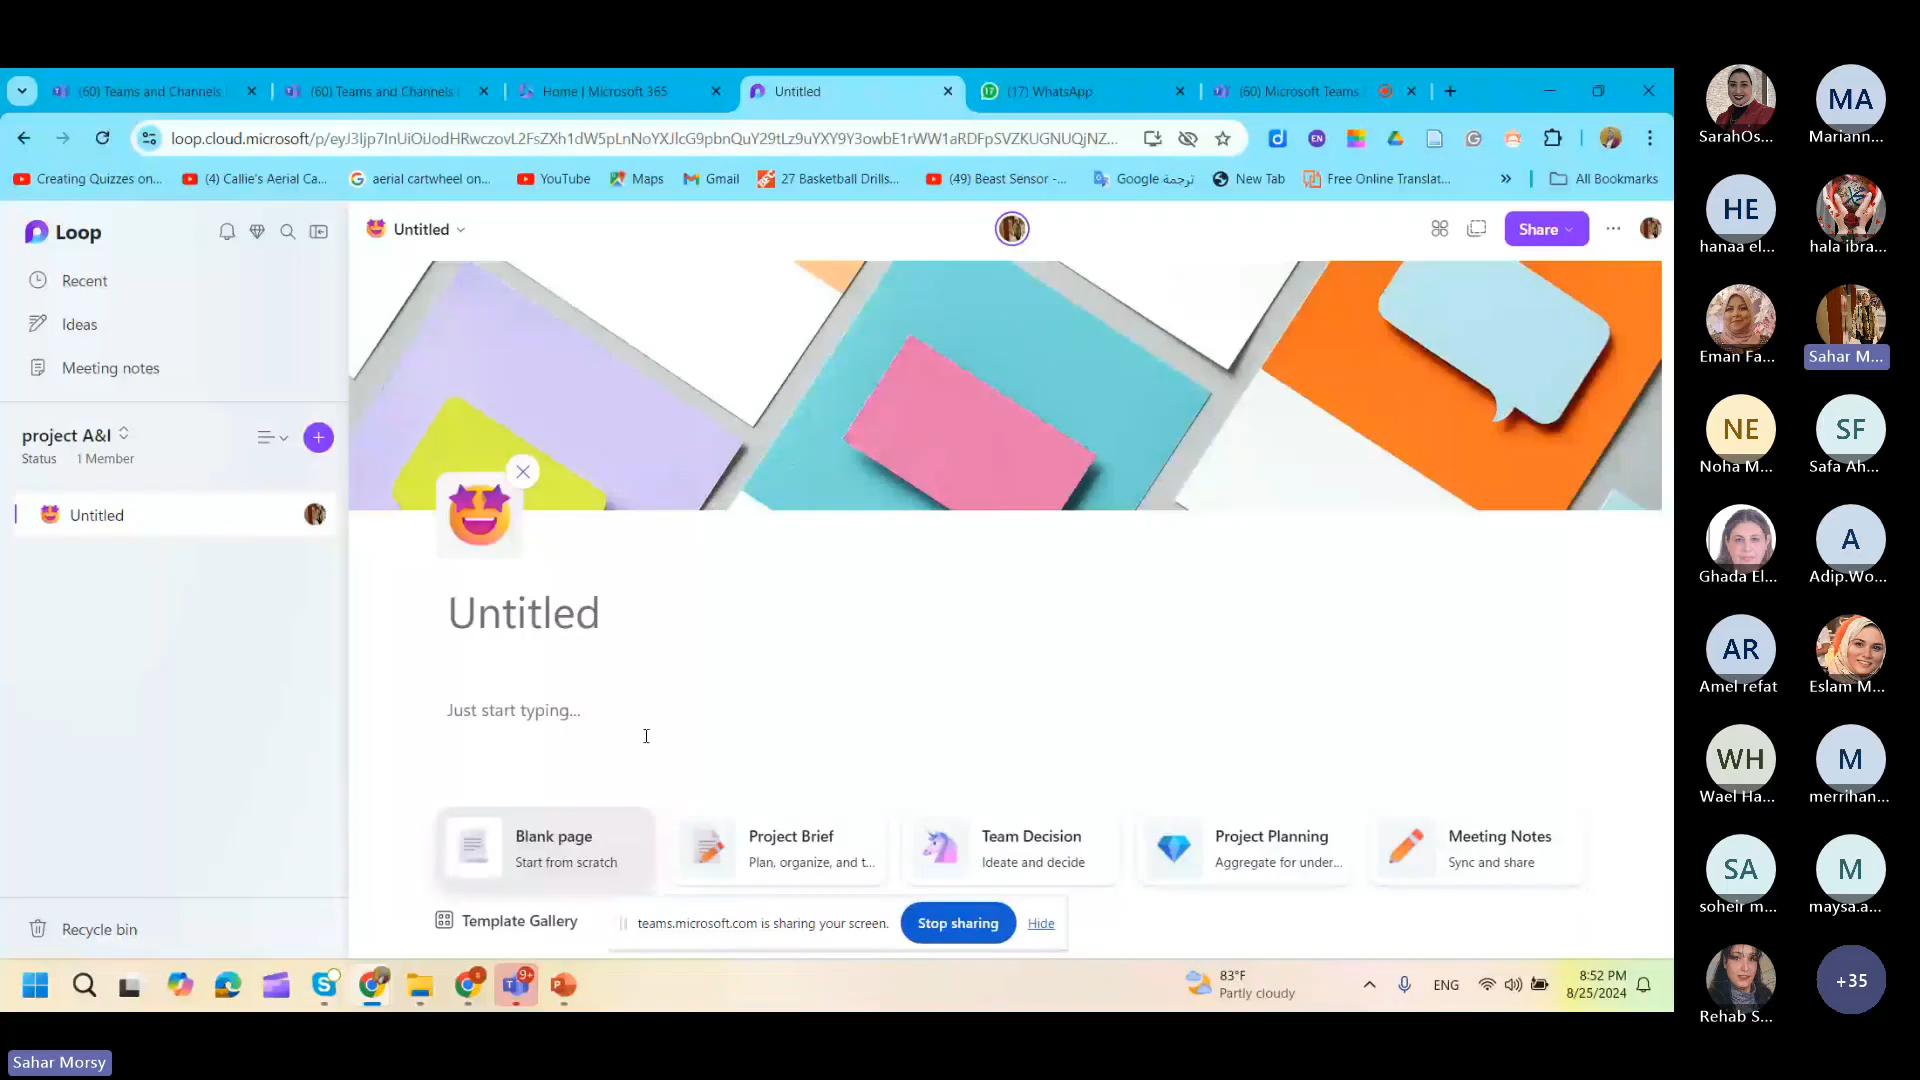 (60) Teams and Channels
(60) Teams and Channels
Home | Microsoft 365
Untitled
(17) WhatsApp
(60) Microsoft Teams
Creating Quizzes on...
(4) Callie's Aerial Ca...
aerial cartwheel on...
YouTube
Maps
Gmail
27 Basketball Drills...
(49) Beast Sensor -...
Google ترجمة
New Tab
Free Online Translat...
All Bookmarks
Loop
Untitled
Share
Recent
Ideas
Meeting notes
project A&I
Status 1 Member
Untitled
Recycle bin
Untitled
Just start typing...
Blank page
Start from scratch
Project Brief
Plan, organize, and t...
Team Decision
Ideate and decide
Project Planning
Aggregate for under...
Meeting Notes
Sync and share
Template Gallery
teams.microsoft.com is sharing your screen.
Stop sharing
Hide
83°F
Partly cloudy
ENG
8:52 PM
8/25/2024
Sahar Morsy
SarahOs...
MA
Mariann...
HE
hanaa el...
hala ibra...
Eman Fa...
Sahar M...
NE
Noha M...
SF
Safa Ah...
Ghada El...
A
Adip.Wo...
AR
Amel refat
Eslam M...
WH
Wael Ha...
M
merrihan...
SA
soheir m...
M
maysa.a...
Rehab S...
+35